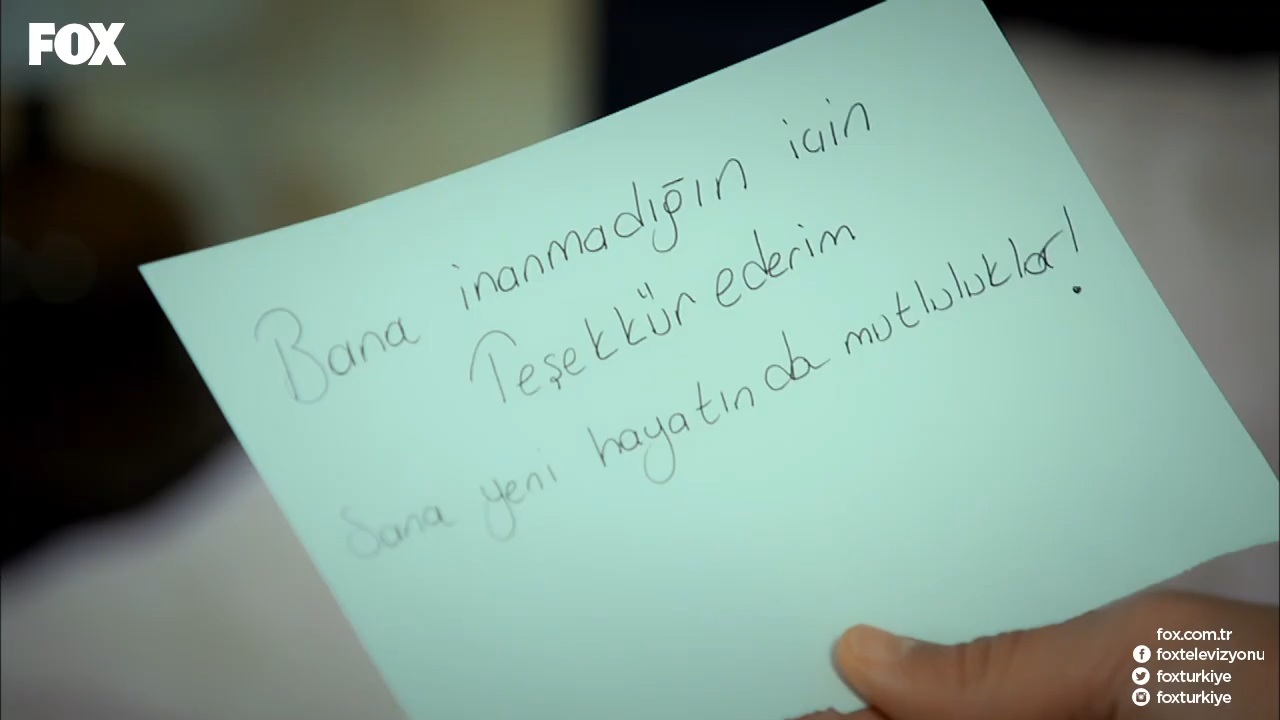 FOX
Bana inanmadığın için
Teşekkür ederim
Sana yeni hayatında mutluluklar!
fox.com.tr
foxtelevizyonu
foxturkiye
foxturkiye